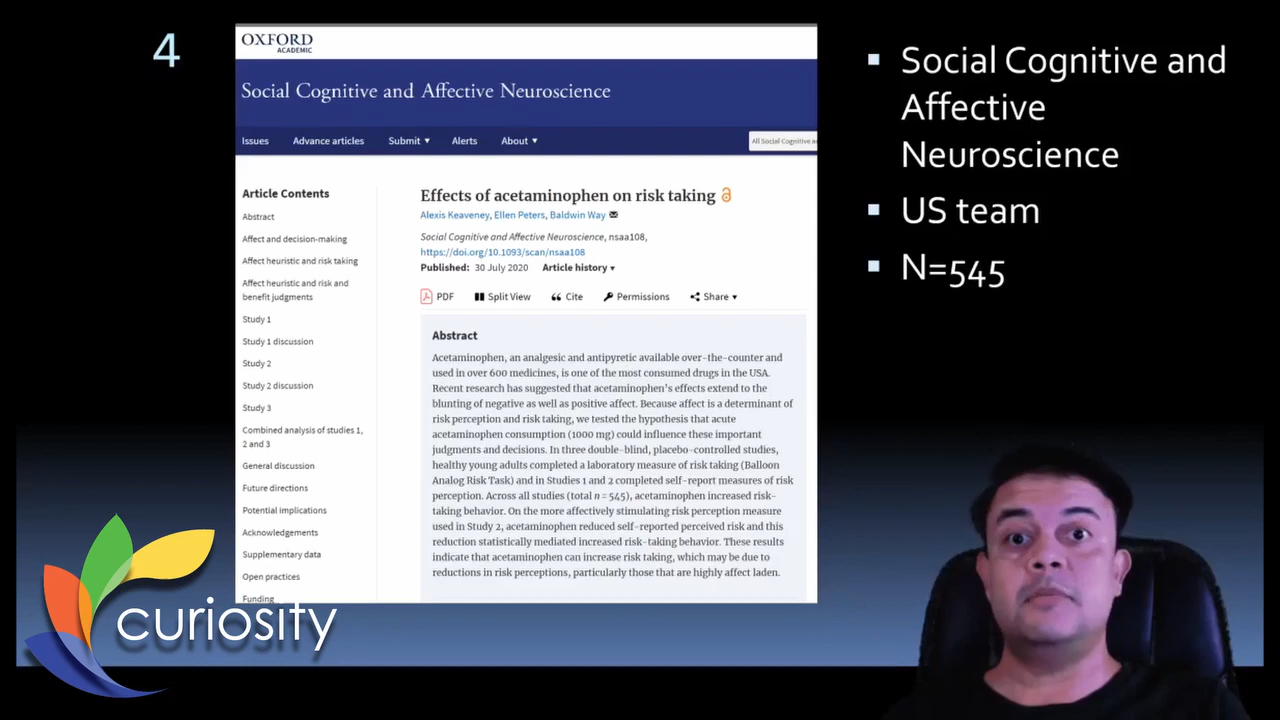 4
OXFORD
ACADEMIC
Social Cognitive and Affective Neuroscience
Issues Advance articles Submit About Alerts
All Social Cognitive
Article Contents
Abstract
Affect and decision-making
Affect heuristic and risk taking
Affect heuristic and risk and
benefit judgments
Study 1
Study 1 discussion
Study 2
Study 2 discussion
Study 3
Combined analysis of studies 1,
2 and 3
General discussion
Future directions
Potential implications
Acknowledgements
Supplementary data
Open practices
Funding
Effects of acetaminophen on risk taking
Alexis Keaveney, Ellen Peters, Baldwin Way
Social Cognitive and Affective Neuroscience, nsaa108,
https://doi.org/10.1093/scan/nsaa108
Published: 30 July 2020 Article history
PDF Split View Cite Permissions Share
Abstract
Acetaminophen, an analgesic and antipyretic available over-the-counter and
used in over 600 medicines, is one of the most consumed drugs in the USA.
Recent research has suggested that acetaminophen's effects extend to the
blunting of negative as well as positive affect. Because affect is a determinant of
risk perception and risk taking, we tested the hypothesis that acute
acetaminophen consumption (1000 mg) could influence these important
judgments and decisions. In three double-blind, placebo-controlled studies,
healthy young adults completed a laboratory measure of risk taking (Balloon
Analog Risk Task) and in Studies 1 and 2 completed self-report measures of risk
perception. Across all studies (total n = 545), acetaminophen increased risk-
taking behavior. On the more affectively stimulating risk perception measure
used in Study 2, acetaminophen reduced self-reported perceived risk and this
reduction statistically mediated increased risk-taking behavior. These results
indicate that acetaminophen can increase risk taking, which may be due to
reductions in risk perceptions, particularly those that are highly affect laden.
Social Cognitive and
Affective
Neuroscience
US team
N=545
curiosity